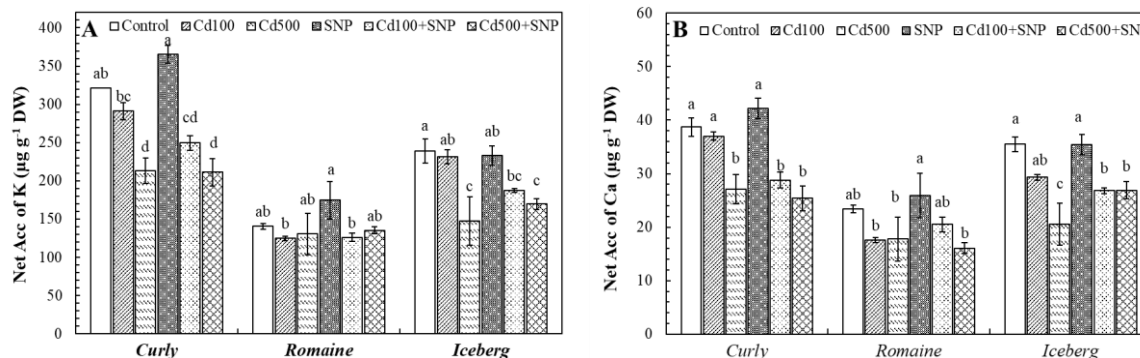 A
Control Cd100 Cd500 SNP Cd100+SNP Cd500+SNP
Net Acc of K (µg g-1 DW)
400
350
300
250
200
150
100
50
0
ab bc d a cd d
ab b ab a b ab
a ab c ab bc c
Curly Romaine Iceberg
B
Control Cd100 Cd500 SNP Cd100+SNP Cd500+SN
Net Acc of Ca (µg g-1 DW)
60
50
40
30
20
10
0
a a b a b b
ab b b a ab b
a ab c a b b
Curly Romaine Iceberg